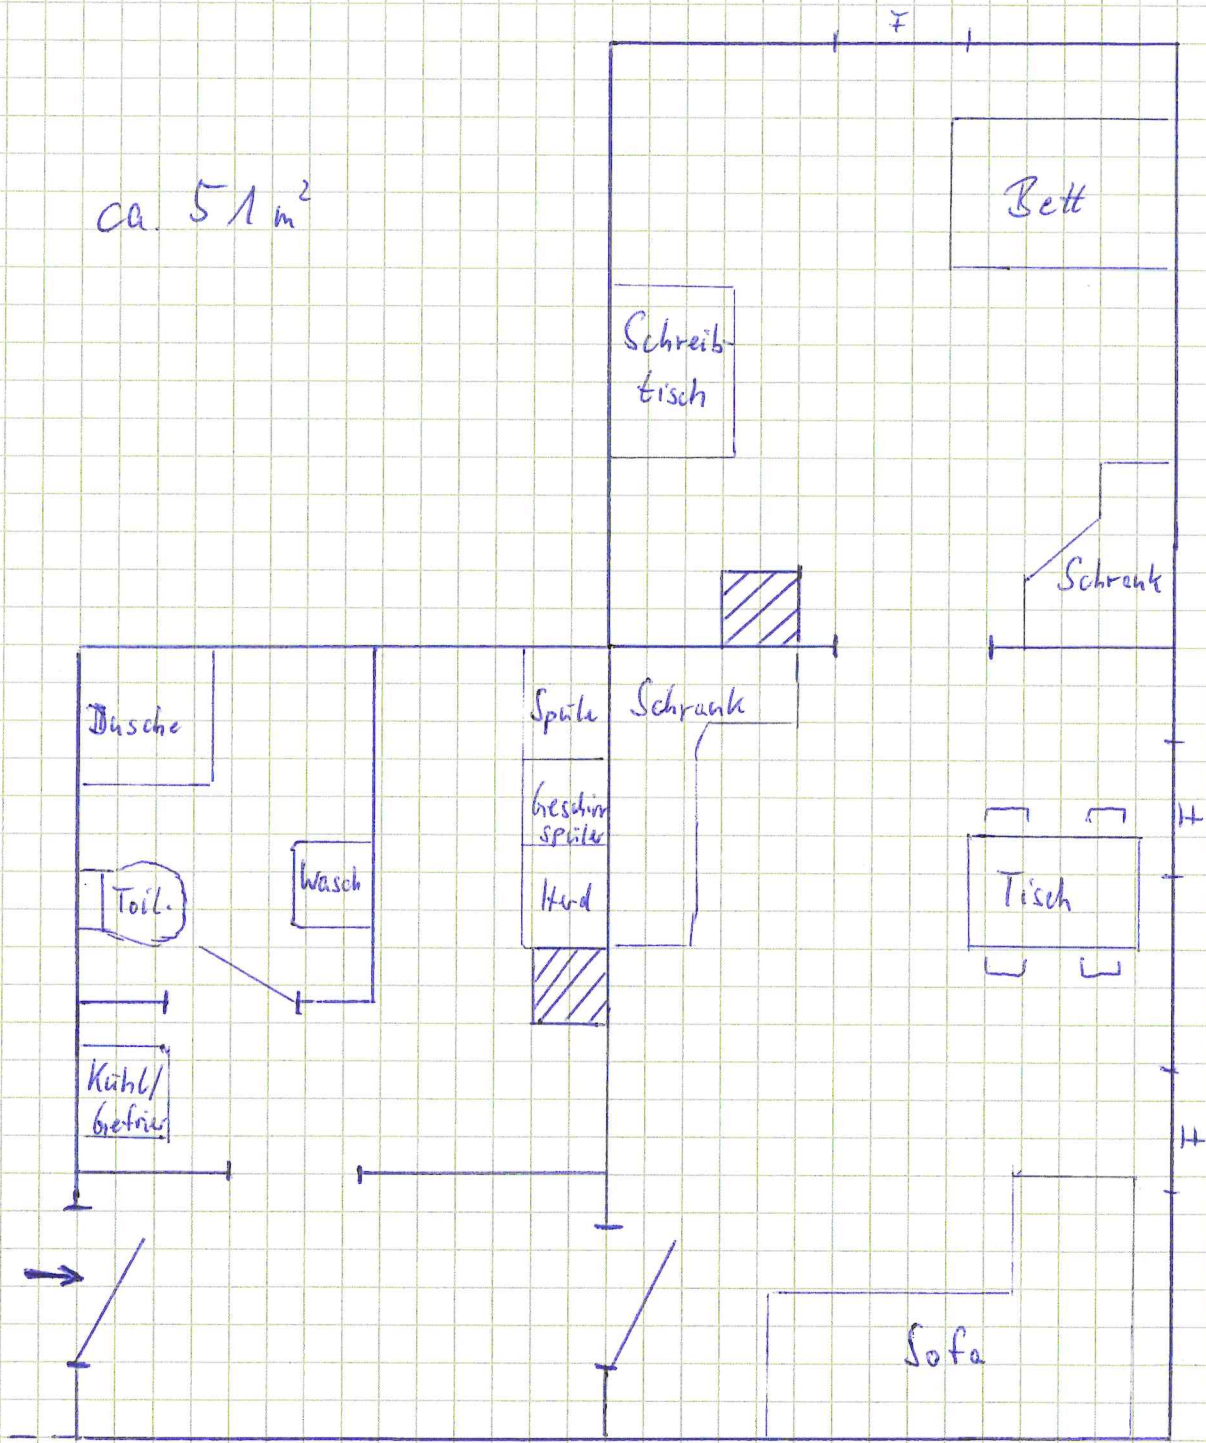 F
ca. 51 m²
Bett
Schreib-
tisch
Schrank
Dusche
Spüle
Schrank
Geschirr
spüler
Herd
Toil.
Wasch
Tisch
F
Kühl/
Gefrier
F
Sofa